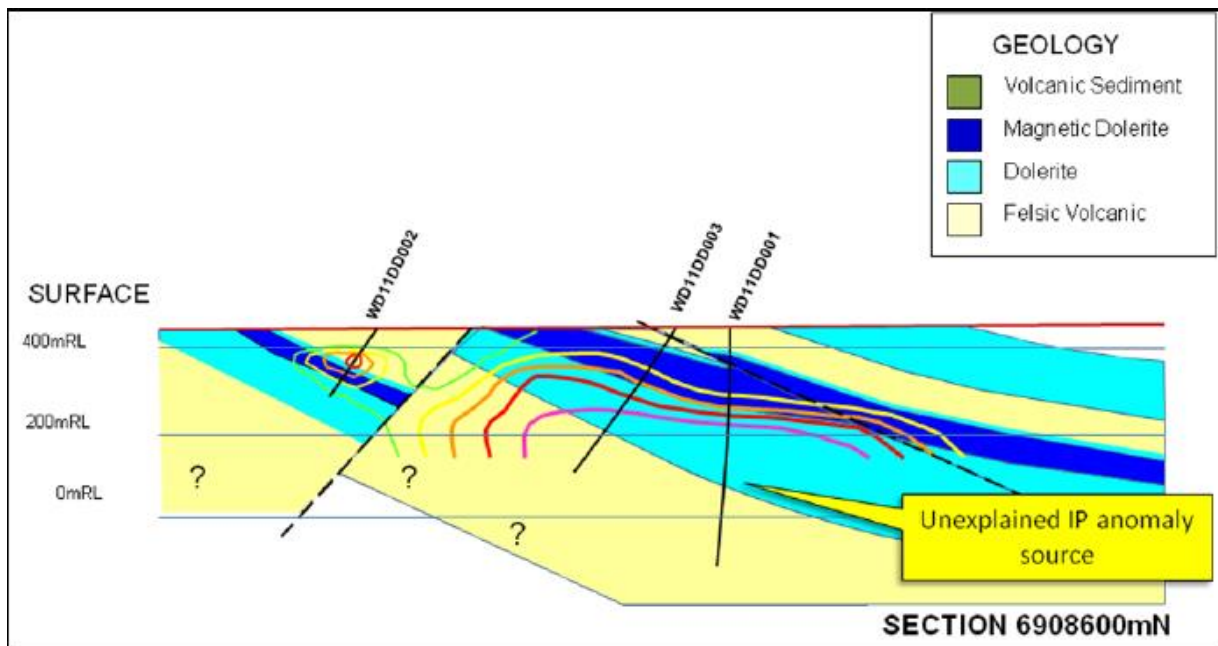 GEOLOGY
Volcanic Sediment
Magnetic Dolerite
Dolerite
Felsic Volcanic
WD11DD002
WD11DD003
WD11DD001
SURFACE
400mRL
200mRL
0mRL
?
?
?
Unexplained IP anomaly
source
SECTION 6908600mN